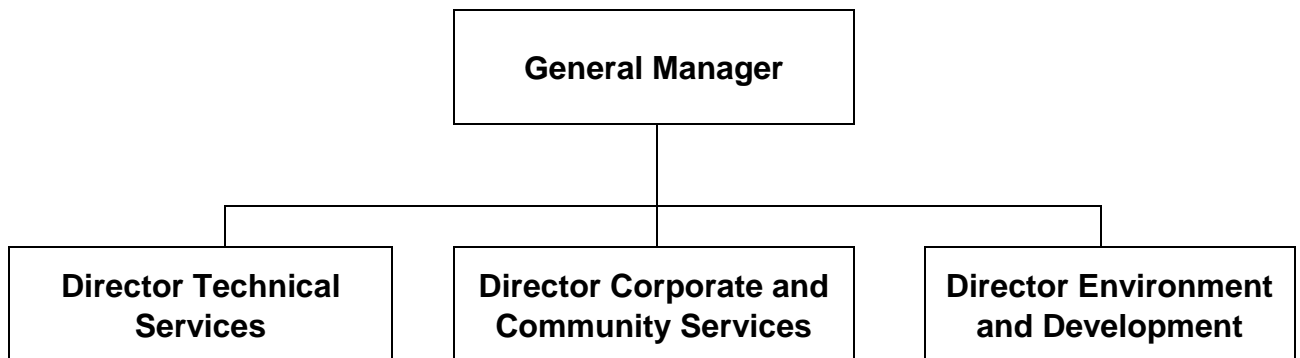 General Manager
Director Technical
Services
Director Corporate and
Community Services
Director Environment
and Development